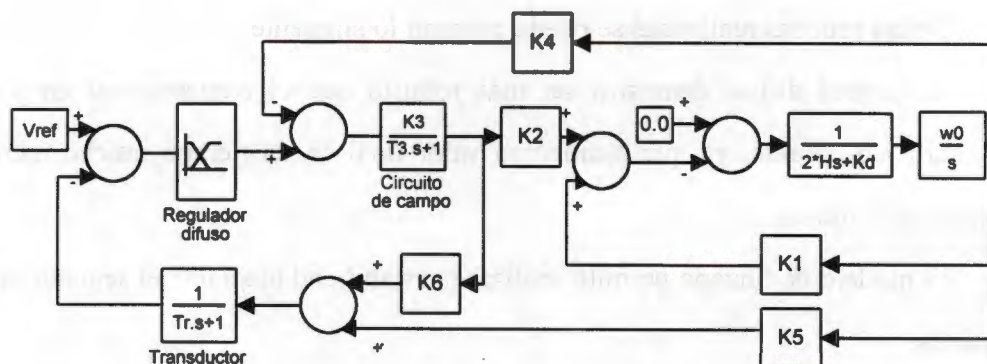 K4
Vref
+
-
-
+
K3
T3.s+1
Circuito
de campo
K2
+
+
0.0
+
-
1
2*Hs+Kd
w0
s
Regulador
difuso
K1
K6
+
+
1
Tr.s+1
Transductor
K5